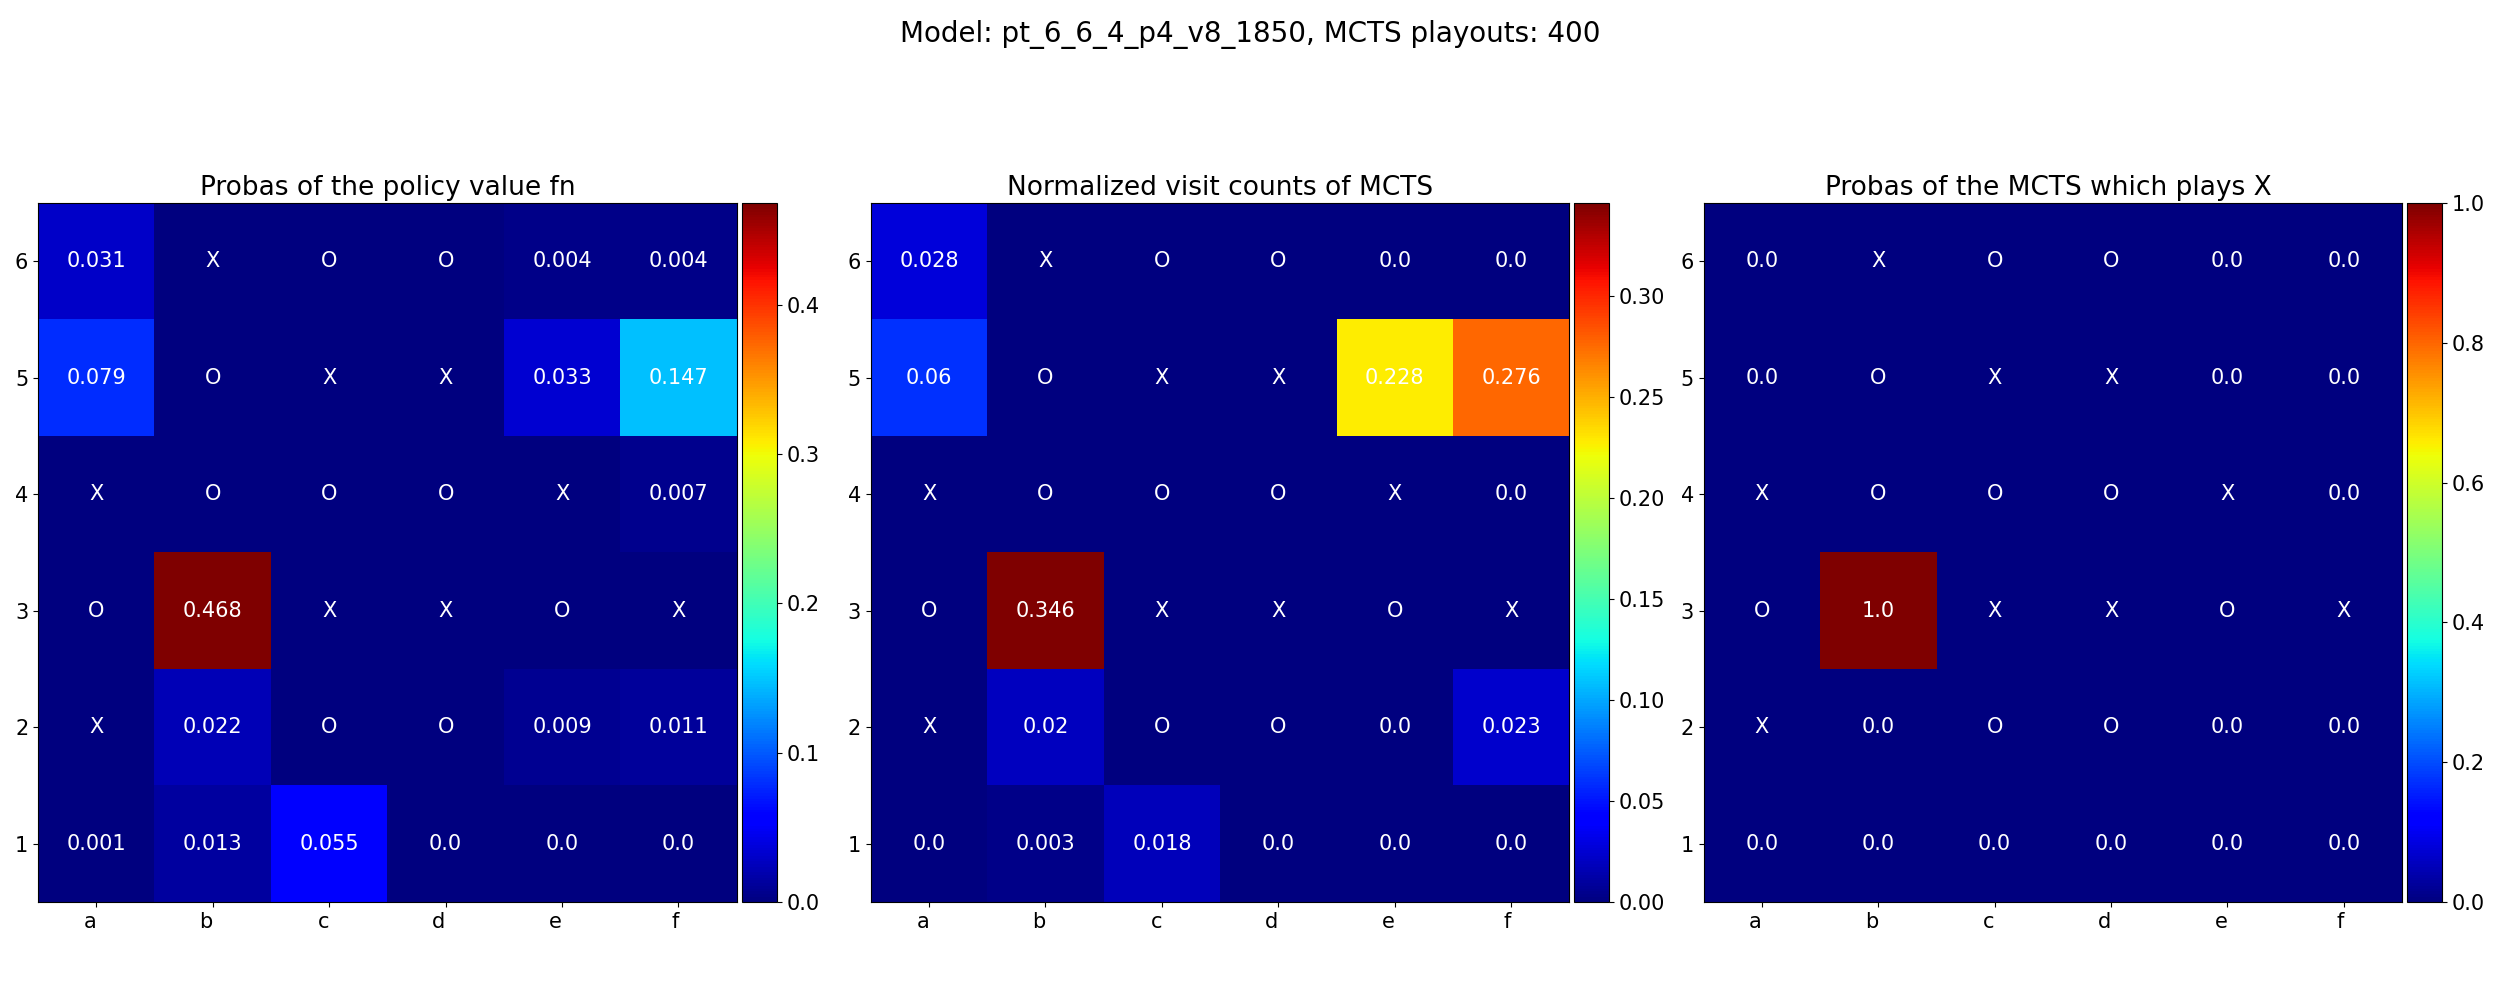 Model: pt_6_6_4_p4_v8_1850, MCTS playouts: 400
Probas of the policy value fn
6 0.031 X O O 0.004 0.004
5 0.079 O X X 0.033 0.147
4 X O O O X 0.007
3 O 0.468 X X O X
2 X 0.022 O O 0.009 0.011
1 0.001 0.013 0.055 0.0 0.0 0.0
a b c d e f
0.4
0.3
0.2
0.1
0.0
Normalized visit counts of MCTS
6 0.028 X O O 0.0 0.0
5 0.06 O X X 0.228 0.276
4 X O O O X 0.0
3 O 0.346 X X O X
2 X 0.02 O O 0.0 0.023
1 0.0 0.003 0.018 0.0 0.0 0.0
a b c d e f
0.30
0.25
0.20
0.15
0.10
0.05
0.00
Probas of the MCTS which plays X
6 0.0 X O O 0.0 0.0
5 0.0 O X X 0.0 0.0
4 X O O O X 0.0
3 O 1.0 X X O X
2 X 0.0 O O 0.0 0.0
1 0.0 0.0 0.0 0.0 0.0 0.0
a b c d e f
1.0
0.8
0.6
0.4
0.2
0.0